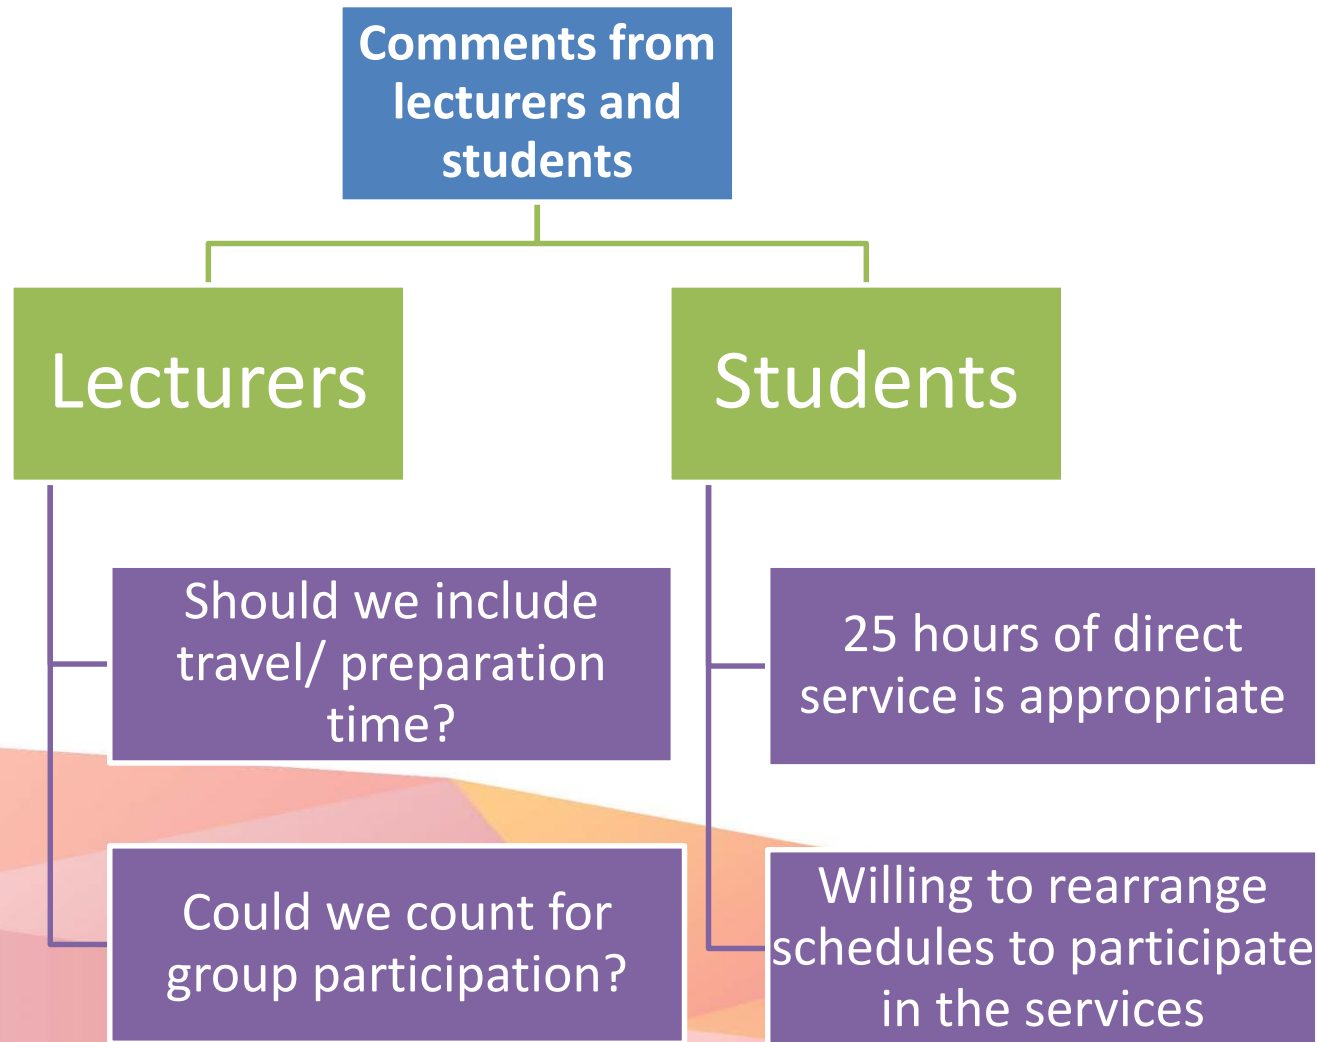 Comments from
lecturers and
students
Lecturers
Students
Should we include
travel/ preparation
time?
Could we count for
group participation?
25 hours of direct
service is appropriate
Willing to rearrange
schedules to participate
in the services